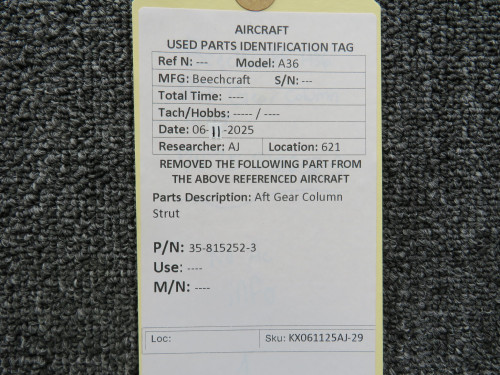 AIRCRAFT
USED PARTS IDENTIFICATION TAG
Ref N: --- Model: A36
MFG: Beechcraft S/N: ---
Total Time: ----
Tach/Hobbs: ----- / ----
Date: 06-11-2025
Researcher: AJ Location: 621
REMOVED THE FOLLOWING PART FROM
THE ABOVE REFERENCED AIRCRAFT
Parts Description: Aft Gear Column
Strut
P/N: 35-815252-3
Use: ----
M/N: ----
Loc: Sku: KX061125AJ-29